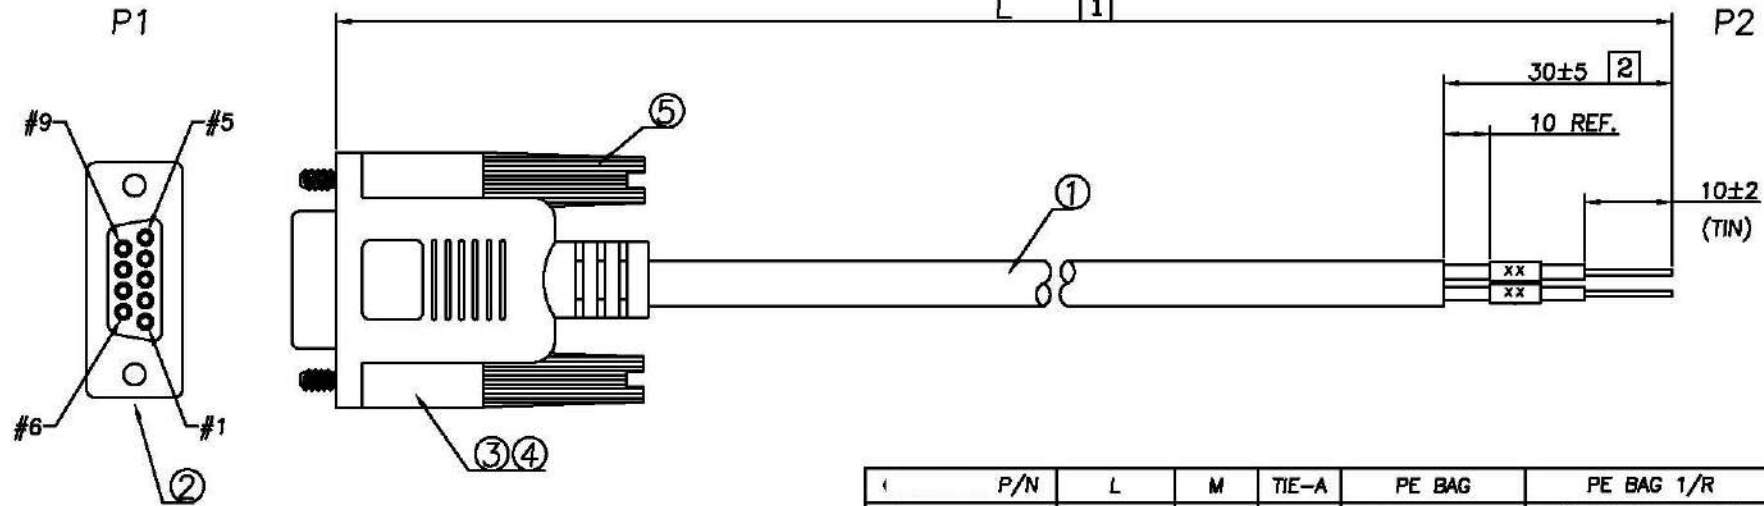 P1
L 1
P2
30±5 2
10 REF.
10±2
(TIN)
#9
#5
5
1
XX
XX
#6
#1
3 4
2
P/N L M TIE-A PE BAG PE BAG 1/R